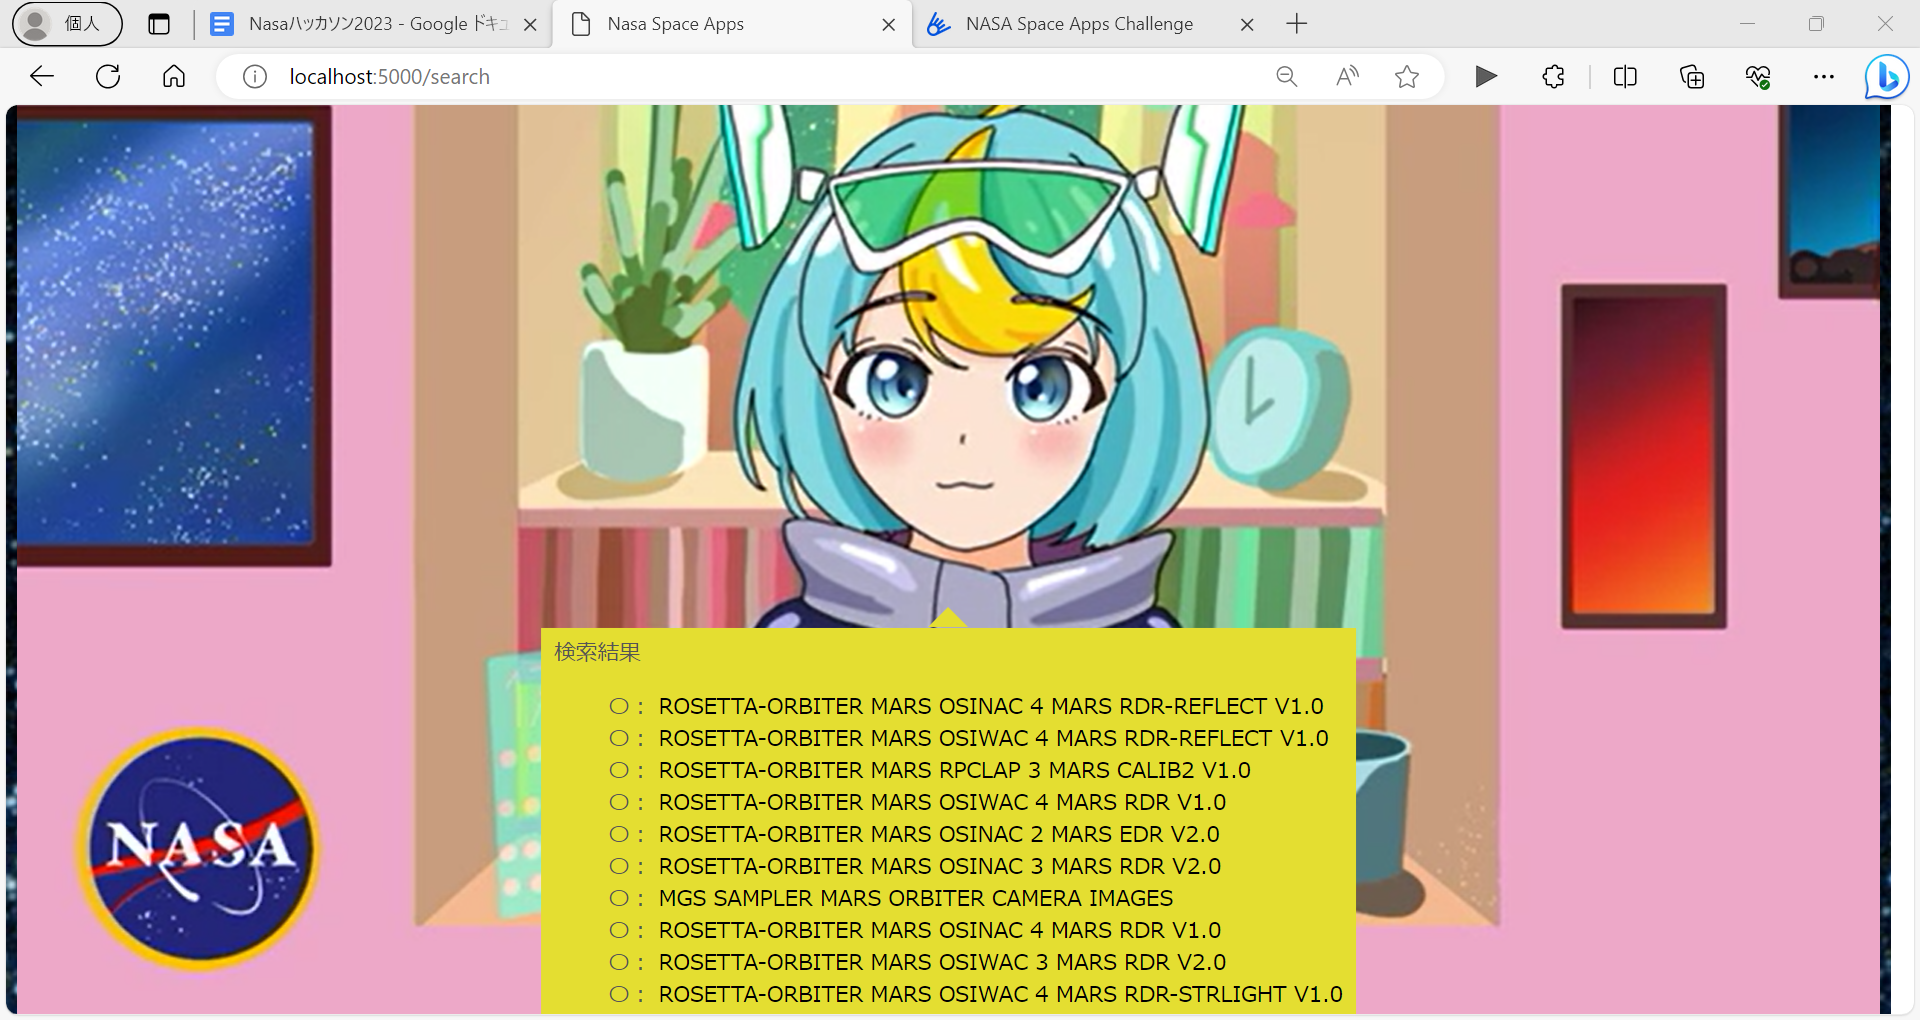 個人
Nasaハッカソン2023 - Google ドキュ
Nasa Space Apps
NASA Space Apps Challenge
localhost:5000/search
NASA
検索結果
〇： ROSETTA-ORBITER MARS OSINAC 4 MARS RDR-REFLECT V1.0
〇： ROSETTA-ORBITER MARS OSIWAC 4 MARS RDR-REFLECT V1.0
〇： ROSETTA-ORBITER MARS RPCLAP 3 MARS CALIB2 V1.0
〇： ROSETTA-ORBITER MARS OSIWAC 4 MARS RDR V1.0
〇： ROSETTA-ORBITER MARS OSINAC 2 MARS EDR V2.0
〇： ROSETTA-ORBITER MARS OSINAC 3 MARS RDR V2.0
〇： MGS SAMPLER MARS ORBITER CAMERA IMAGES
〇： ROSETTA-ORBITER MARS OSINAC 4 MARS RDR V1.0
〇： ROSETTA-ORBITER MARS OSIWAC 3 MARS RDR V2.0
〇： ROSETTA-ORBITER MARS OSIWAC 4 MARS RDR-STRLIGHT V1.0